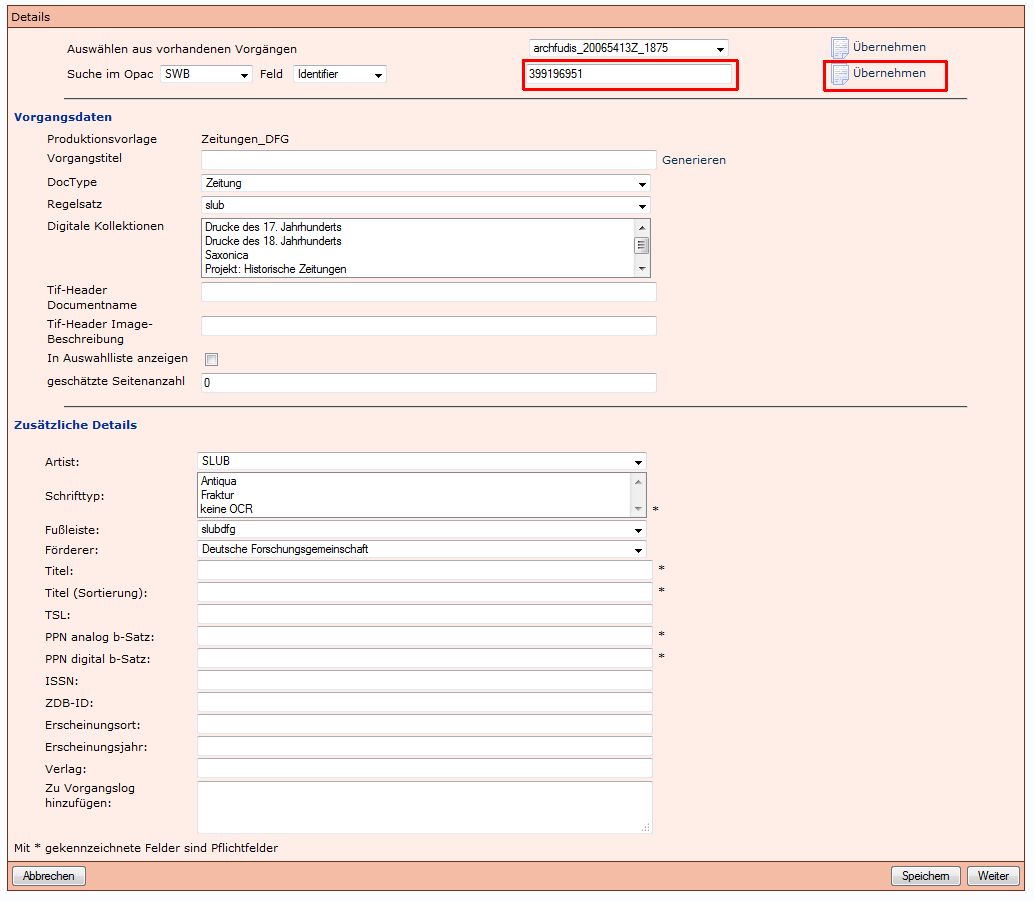 Details
Auswählen aus vorhandenen Vorgängen archfudis_20065413Z_1875 Übernehmen
Suche im Opac SWB Feld Identifier 399196951 Übernehmen
Vorgangsdaten
Produktionsvorlage Zeitungen_DFG
Vorgangstitel Generieren
DocType Zeitung
Regelsatz slub
Digitale Kollektionen Drucke des 17. Jahrhunderts
Drucke des 18. Jahrhunderts
Saxonica
Projekt: Historische Zeitungen
Tif-Header
Documentname
Tif-Header Image-
Beschreibung
In Auswahlliste anzeigen
geschätzte Seitenanzahl 0
Zusätzliche Details
Artist: SLUB
Antiqua
Schrifttyp: Fraktur
keine OCR *
Fußleiste: slubdfg
Förderer: Deutsche Forschungsgemeinschaft
Titel: *
Titel (Sortierung): *
TSL:
PPN analog b-Satz: *
PPN digital b-Satz: *
ISSN:
ZDB-ID:
Erscheinungsort:
Erscheinungsjahr:
Verlag:
Zu Vorgangslog
hinzufügen:
Mit * gekennzeichnete Felder sind Pflichtfelder
Abbrechen Speichern Weiter